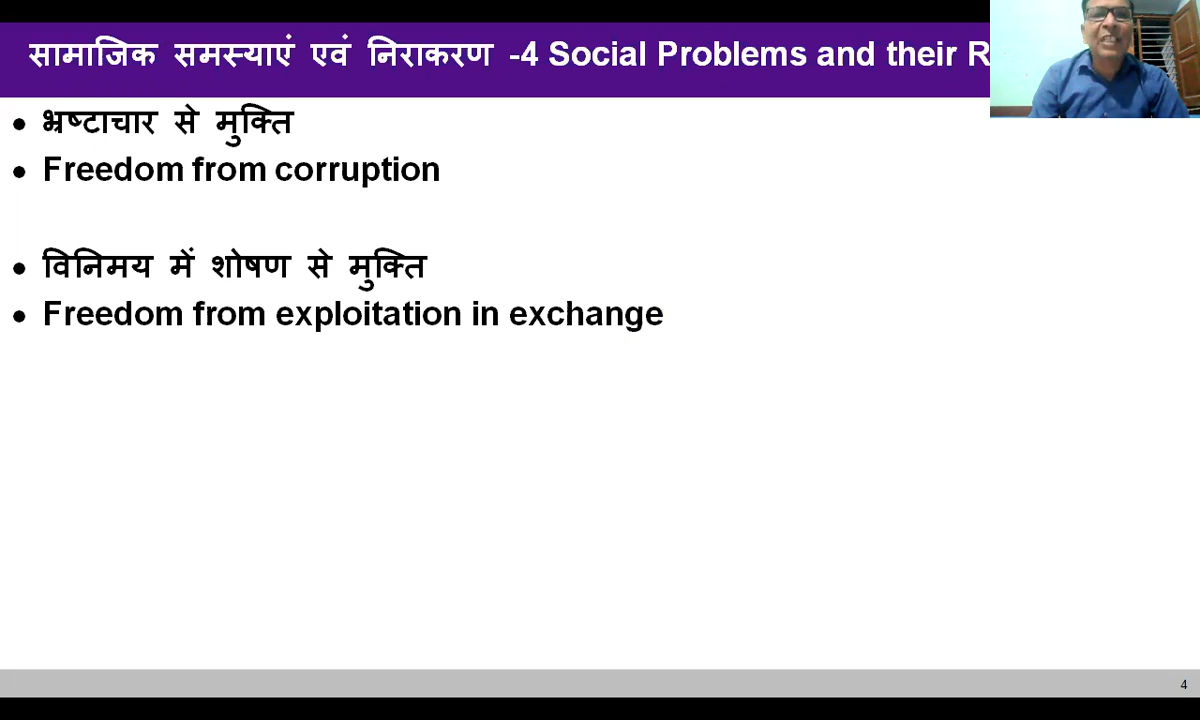 सामाजिक समस्याएं एवं निराकरण -4 Social Problems and their
भ्रष्टाचार से मुक्ति
Freedom from corruption
विनिमय में शोषण से मुक्ति
Freedom from exploitation in exchange
4